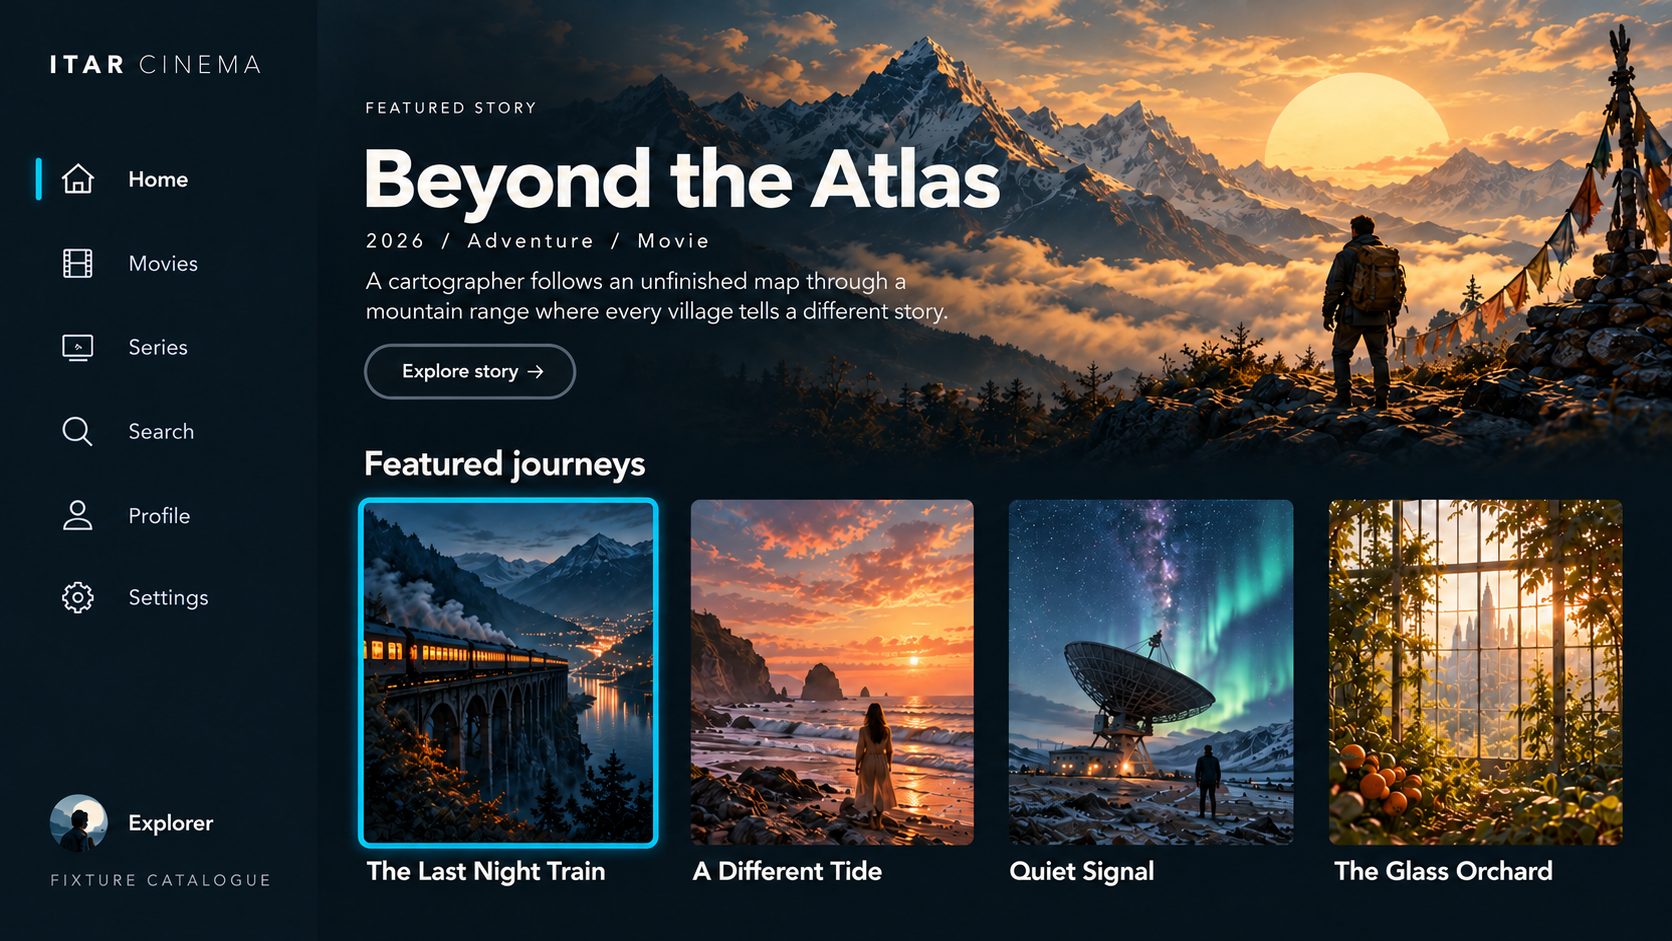 ITAR CINEMA
Home
Movies
Series
Search
Profile
Settings
Explorer
FIXTURE CATALOGUE
FEATURED STORY
Beyond the Atlas
2026 / Adventure / Movie
A cartographer follows an unfinished map through a
mountain range where every village tells a different story.
Explore story →
Featured journeys
The Last Night Train
A Different Tide
Quiet Signal
The Glass Orchard